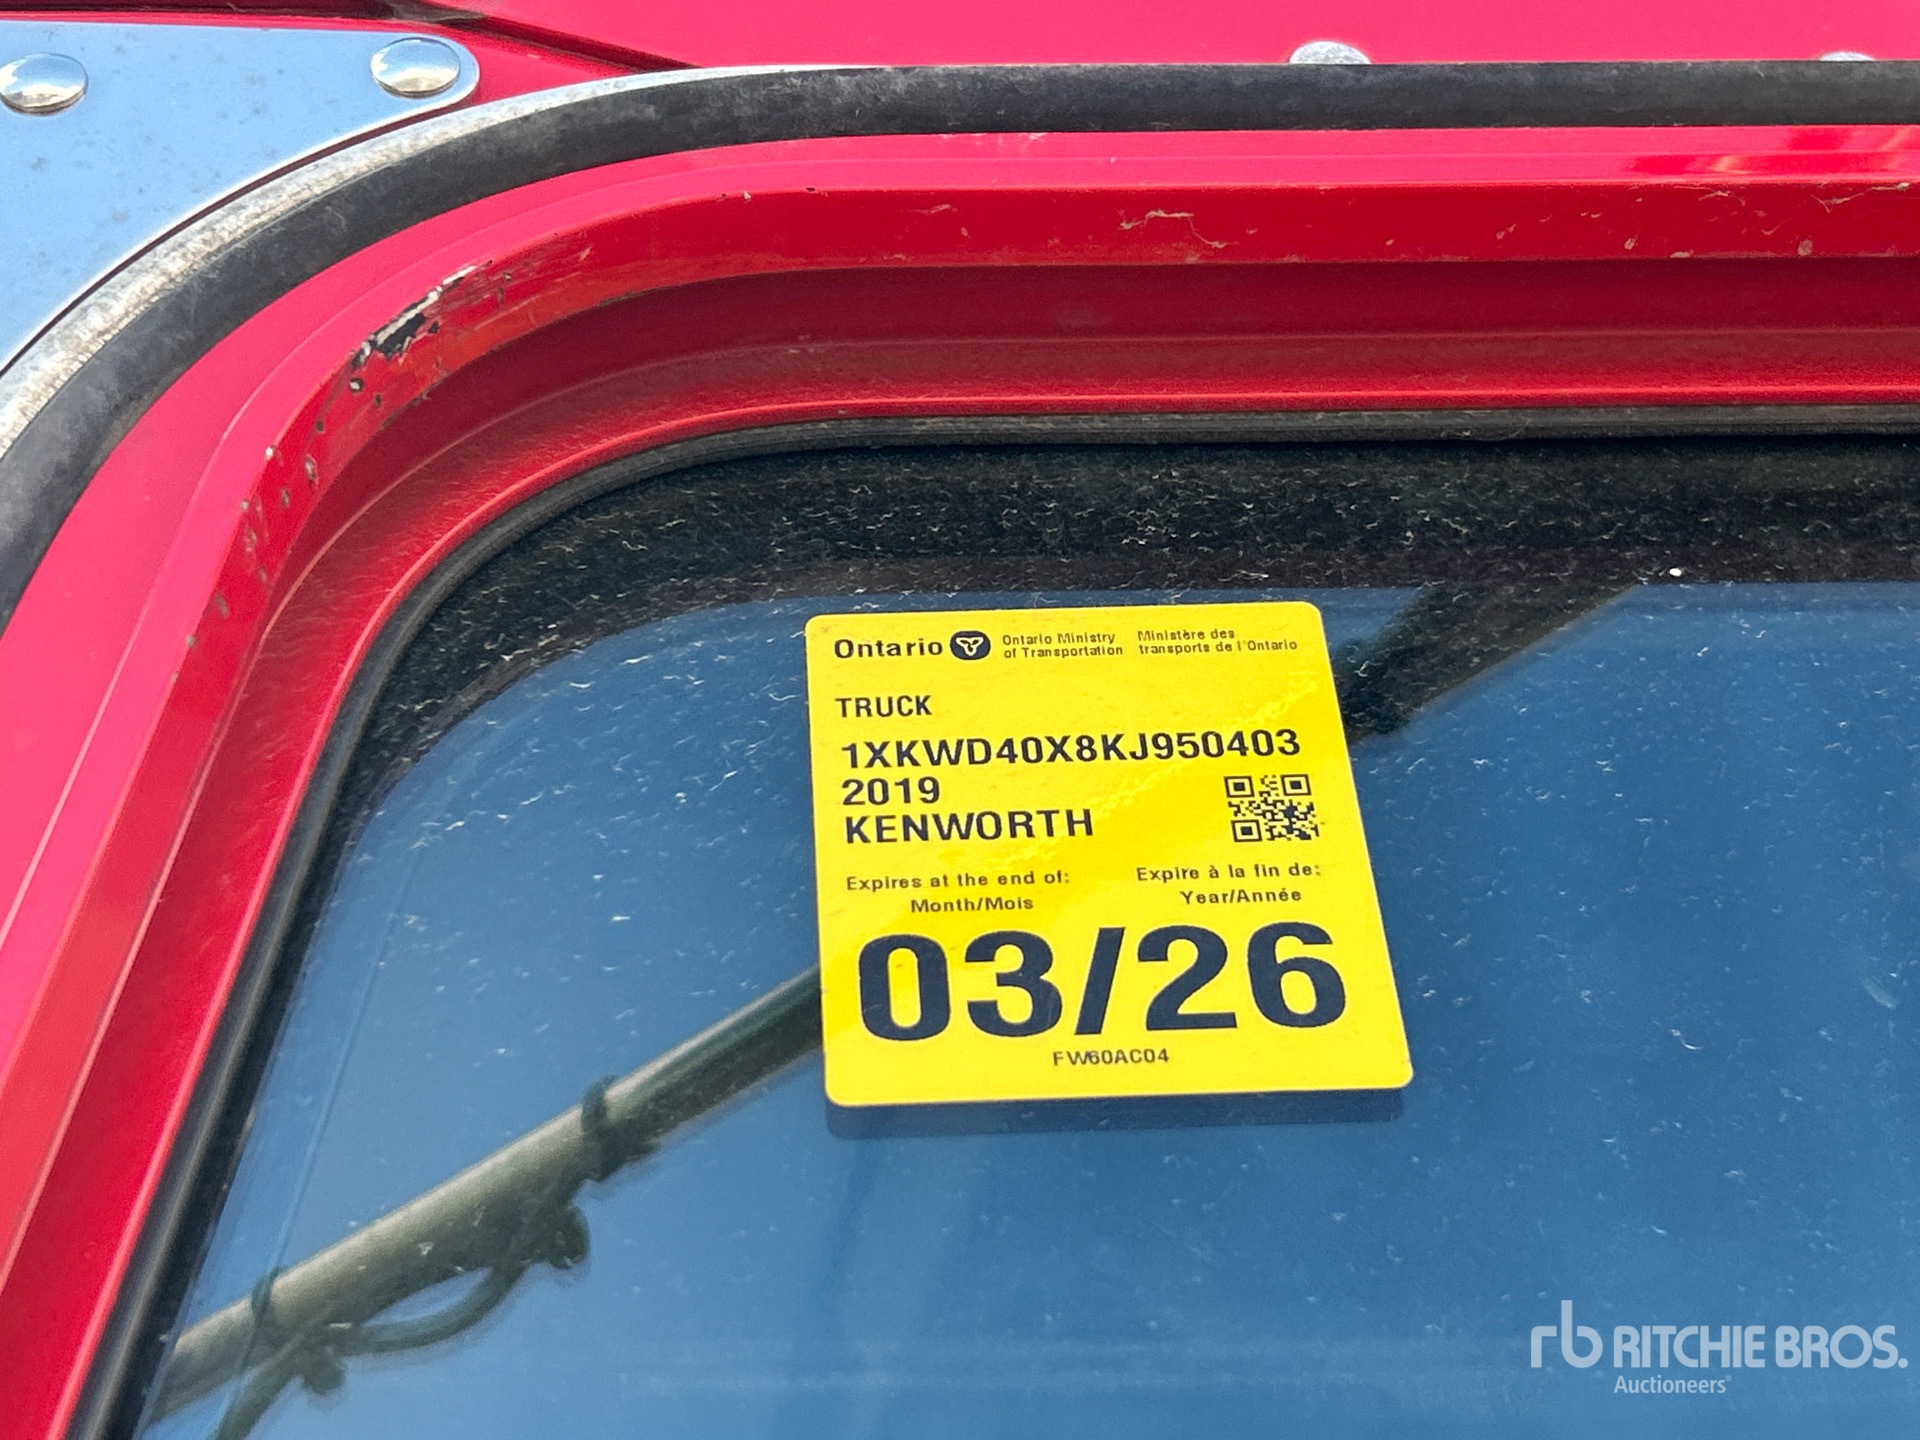 Ontario
Ontario Ministry
of Transportation
Ministère des
transports de l'Ontario
TRUCK
1XKWD40X8KJ950403
2019
KENWORTH
Expires at the end of:
Month/Mois
Expire à la fin de:
Year/Année
03/26
FW60AC04
rb RITCHIE BROS.
Auctioneers